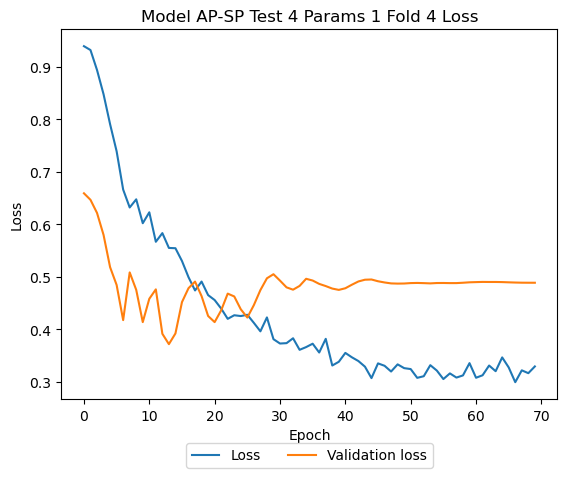 Model AP-SP Test 4 Params 1 Fold 4 Loss
0.9
0.8
0.7
0.6
0.5
0.4
0.3
Loss
0 10 20 30 40 50 60 70
Epoch
Loss Validation loss